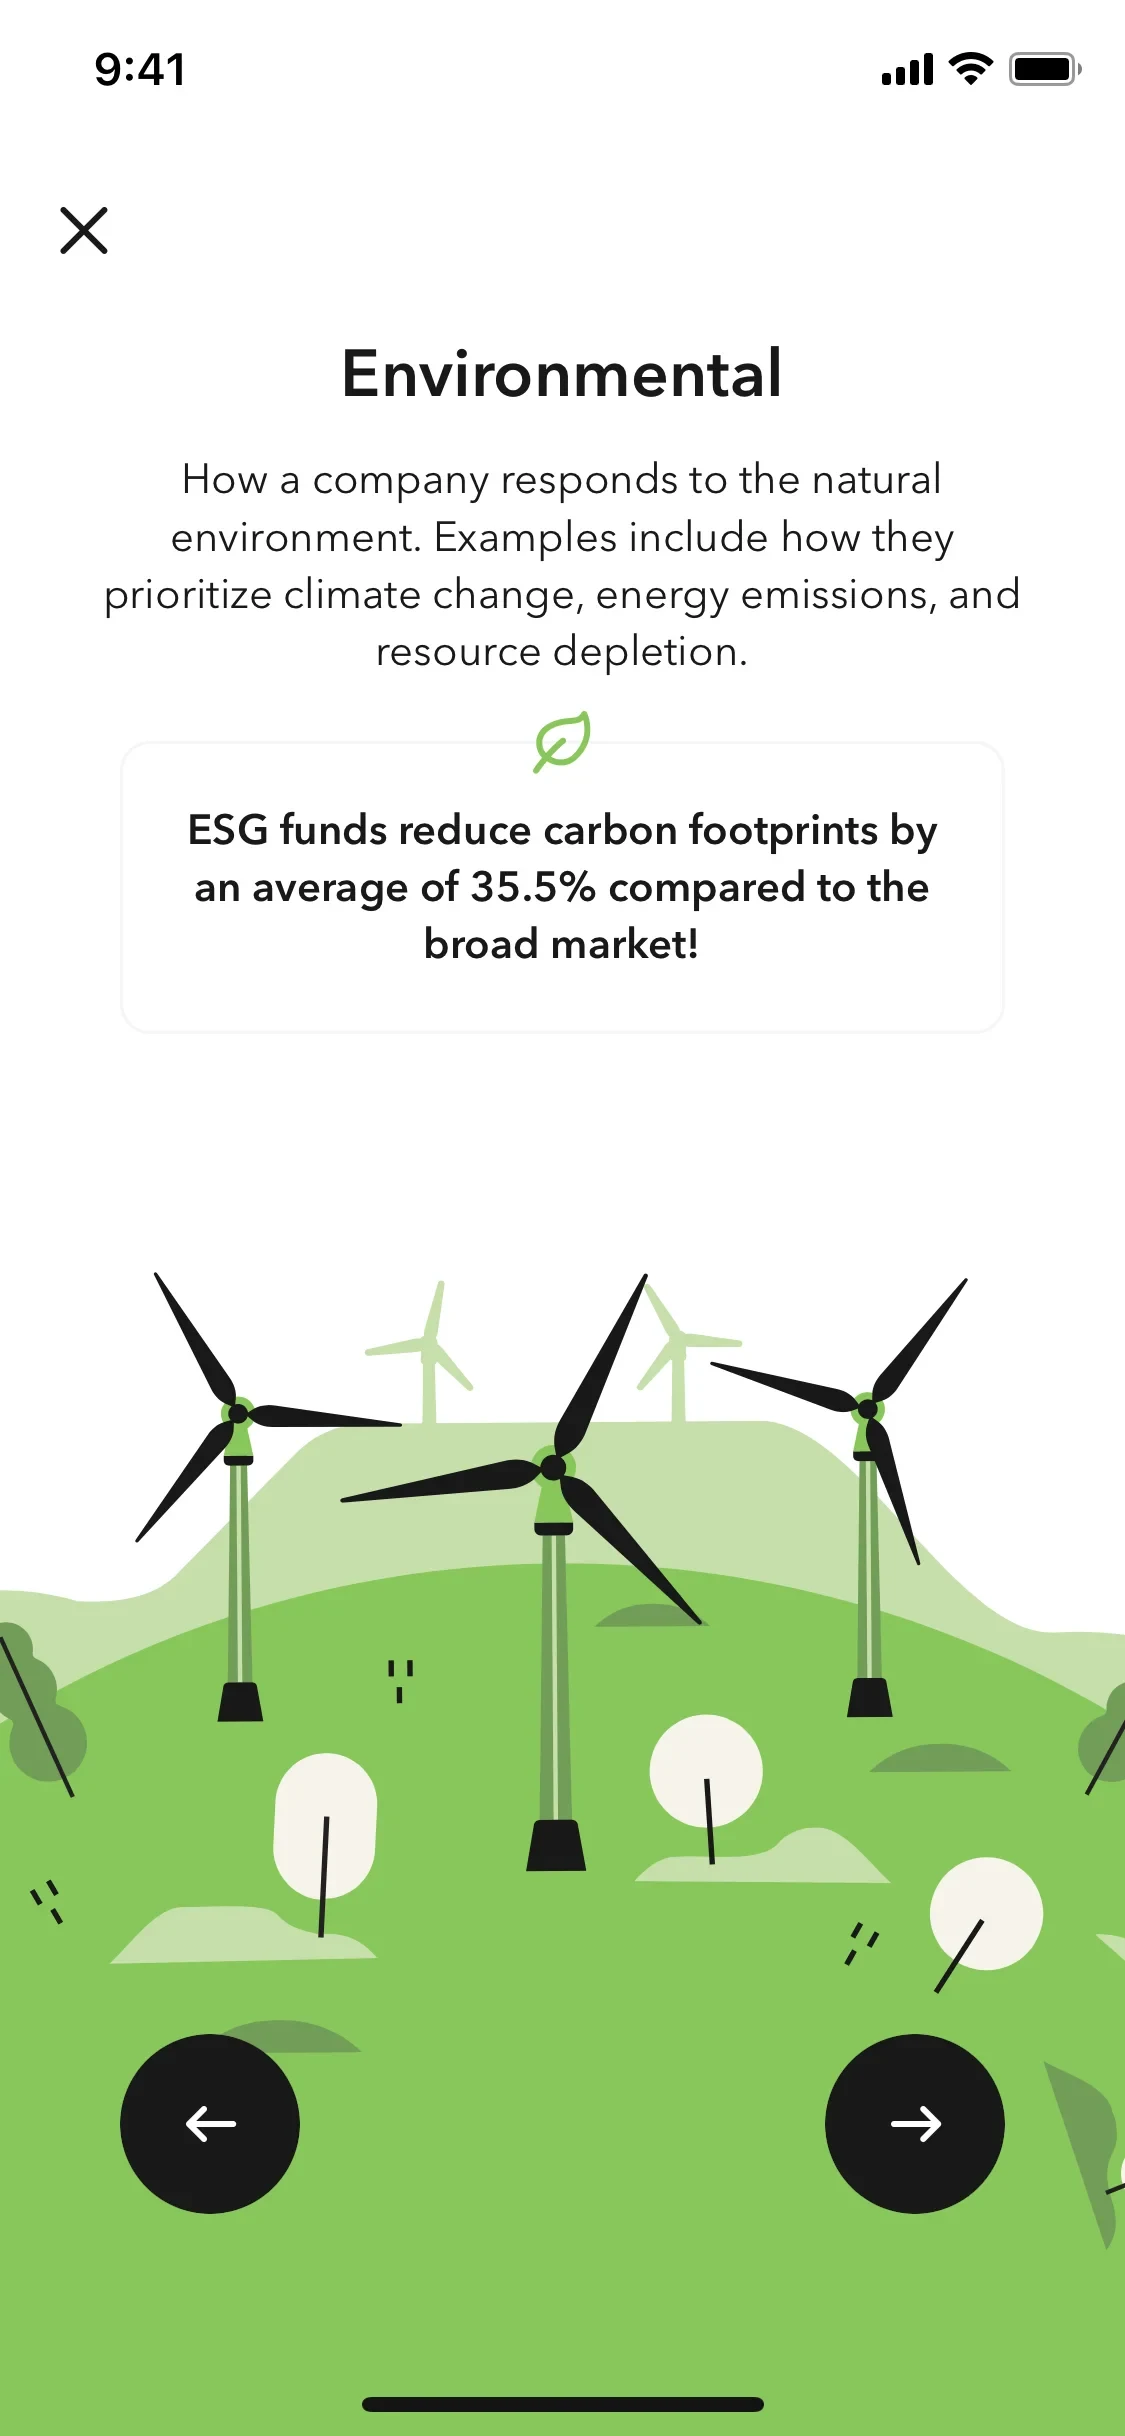 9:41
Environmental
How a company responds to the natural
environment. Examples include how they
prioritize climate change, energy emissions, and
resource depletion.
ESG funds reduce carbon footprints by
an average of 35.5% compared to the
broad market!